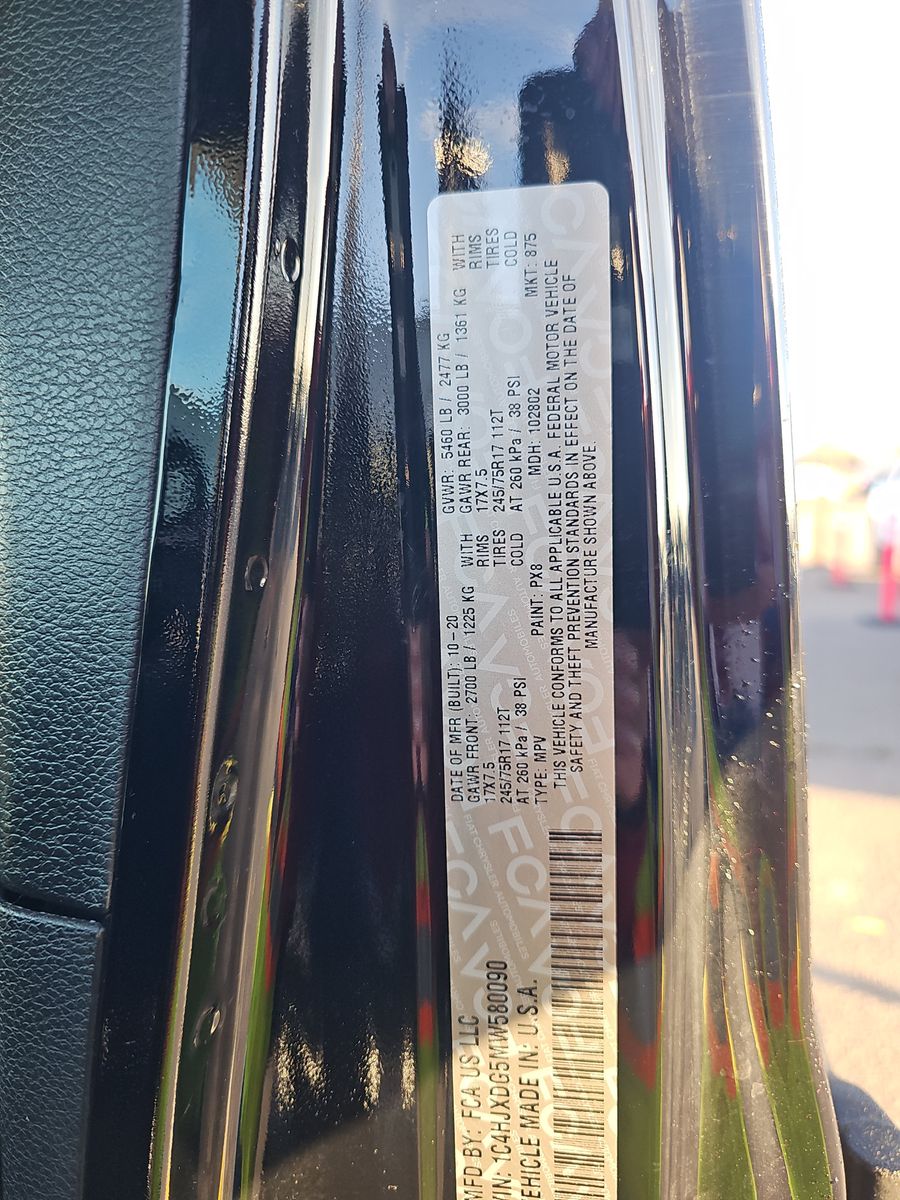 MFD BY: FCA US LLC
VIN: 1C4HJXDG5MW580090
VEHICLE MADE IN: U.S.A.
DATE OF MFR (BUILT): 10-20 GVWR: 5460 LB / 2477 KG
GAWR FRONT: 2700 LB / 1225 KG WITH GAWR REAR: 3000 LB / 1361 KG WITH
17X7.5 RIMS 17X7.5 RIMS
245/75R17 112T TIRES 245/75R17 112T TIRES
AT 260 kPa / 38 PSI COLD AT 260 kPa / 38 PSI COLD
TYPE: MPV PAINT: PX8 MDH: 102802 MKT: 875
THIS VEHICLE CONFORMS TO ALL APPLICABLE U.S.A. FEDERAL MOTOR VEHICLE
SAFETY AND THEFT PREVENTION STANDARDS IN EFFECT ON THE DATE OF
MANUFACTURE SHOWN ABOVE.